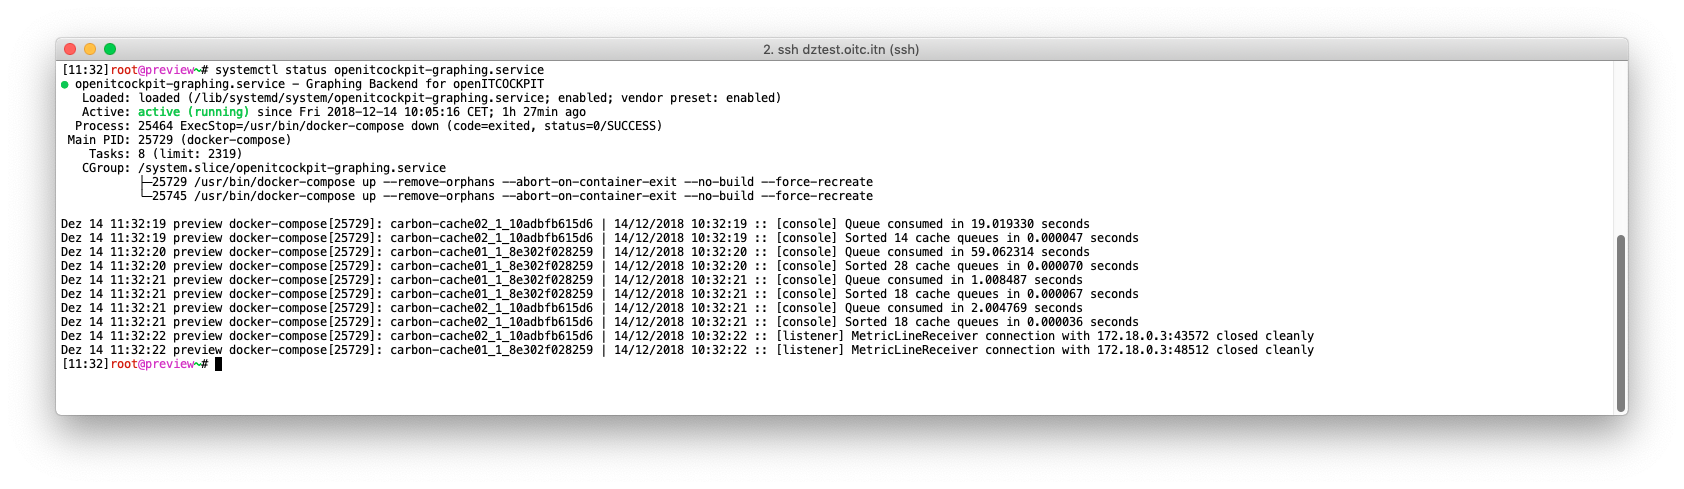 2. ssh dztest.oitc.itn (ssh)
[11:32]root@preview~# systemctl status openitcockpit-graphing.service
● openitcockpit-graphing.service - Graphing Backend for openITCOCKPIT
   Loaded: loaded (/lib/systemd/system/openitcockpit-graphing.service; enabled; vendor preset: enabled)
   Active: active (running) since Fri 2018-12-14 10:05:16 CET; 1h 27min ago
  Process: 25464 ExecStop=/usr/bin/docker-compose down (code=exited, status=0/SUCCESS)
 Main PID: 25729 (docker-compose)
    Tasks: 8 (limit: 2319)
   CGroup: /system.slice/openitcockpit-graphing.service
           ├─25729 /usr/bin/docker-compose up --remove-orphans --abort-on-container-exit --no-build --force-recreate
           └─25745 /usr/bin/docker-compose up --remove-orphans --abort-on-container-exit --no-build --force-recreate
Dez 14 11:32:19 preview docker-compose[25729]: carbon-cache02_1_10adbfb615d6 | 14/12/2018 10:32:19 :: [console] Queue consumed in 19.019330 seconds
Dez 14 11:32:19 preview docker-compose[25729]: carbon-cache02_1_10adbfb615d6 | 14/12/2018 10:32:19 :: [console] Sorted 14 cache queues in 0.000047 seconds
Dez 14 11:32:20 preview docker-compose[25729]: carbon-cache01_1_8e302f028259 | 14/12/2018 10:32:20 :: [console] Queue consumed in 59.062314 seconds
Dez 14 11:32:20 preview docker-compose[25729]: carbon-cache01_1_8e302f028259 | 14/12/2018 10:32:20 :: [console] Sorted 28 cache queues in 0.000070 seconds
Dez 14 11:32:21 preview docker-compose[25729]: carbon-cache01_1_8e302f028259 | 14/12/2018 10:32:21 :: [console] Queue consumed in 1.008487 seconds
Dez 14 11:32:21 preview docker-compose[25729]: carbon-cache01_1_8e302f028259 | 14/12/2018 10:32:21 :: [console] Sorted 18 cache queues in 0.000067 seconds
Dez 14 11:32:21 preview docker-compose[25729]: carbon-cache02_1_10adbfb615d6 | 14/12/2018 10:32:21 :: [console] Queue consumed in 2.004769 seconds
Dez 14 11:32:21 preview docker-compose[25729]: carbon-cache02_1_10adbfb615d6 | 14/12/2018 10:32:21 :: [console] Sorted 18 cache queues in 0.000036 seconds
Dez 14 11:32:22 preview docker-compose[25729]: carbon-cache02_1_10adbfb615d6 | 14/12/2018 10:32:22 :: [listener] MetricLineReceiver connection with 172.18.0.3:43572 closed cleanly
Dez 14 11:32:22 preview docker-compose[25729]: carbon-cache01_1_8e302f028259 | 14/12/2018 10:32:22 :: [listener] MetricLineReceiver connection with 172.18.0.3:48512 closed cleanly
[11:32]root@preview~#